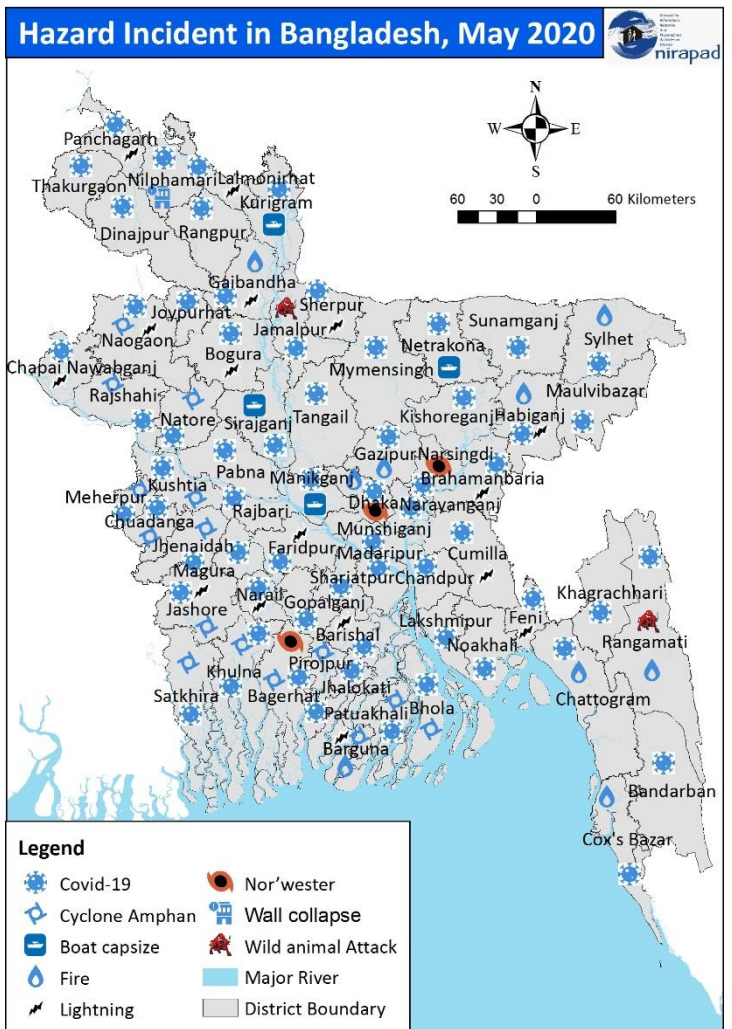 Hazard Incident in Bangladesh, May 2020
nirapad
N
W E
S
60 30 0 60 Kilometers
Panchagarh
Thakurgaon
Nilphamari
Lalmonirhat
Kurigram
Dinajpur
Rangpur
Gaibandha
Sherpur
Joypurhat
Naogaon
Jamalpur
Netrakona
Sunamganj
Sylhet
Bogura
Mymensingh
Chapai Nawabganj
Rajshahi
Maulvibazar
Natore
Sirajganj
Tangail
Kishoreganj
Habiganj
Gazipur
Narsingdi
Pabna
Manikganj
Brahamanbaria
Kushtia
Meherpur
Rajbari
Dhaka
Narayanganj
Chuadanga
Munshiganj
Jhenaidah
Faridpur
Madaripur
Cumilla
Magura
Shariatpur
Chandpur
Khagrachhari
Jashore
Narail
Gopalganj
Lakshmipur
Feni
Barishal
Noakhali
Rangamati
Khulna
Pirojpur
Jhalokati
Chattogram
Satkhira
Bagerhat
Patuakhali
Bhola
Barguna
Bandarban
Cox's Bazar
Legend
Covid-19
Nor'wester
Cyclone Amphan
Wall collapse
Boat capsize
Wild animal Attack
Fire
Major River
Lightning
District Boundary